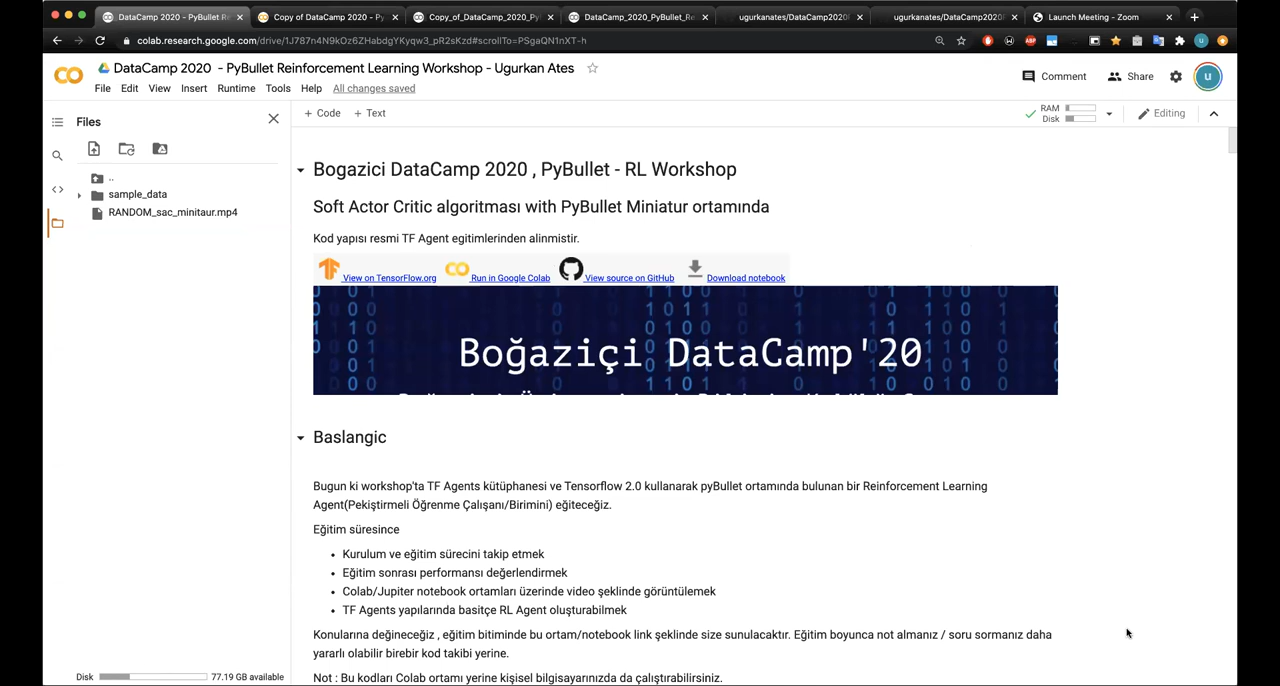 DataCamp 2020 - PyBullet Re
Copy of DataCamp 2020 - Py
Copy_of_DataCamp_2020_Py
DataCamp_2020_PyBullet_Re
ugurkanates/DataCamp2020F
ugurkanates/DataCamp2020F
Launch Meeting - Zoom
colab.research.google.com/drive/1J787n4N9kOz6ZHabdgYKyqw3_pR2sKzd#scrollTo=PSgaQN1nXT-h
DataCamp 2020 - PyBullet Reinforcement Learning Workshop - Ugurkan Ates
Comment
Share
u
File Edit View Insert Runtime Tools Help All changes saved
Files
+ Code + Text
RAM
Disk
Editing
..
sample_data
RANDOM_sac_minitaur.mp4
Bogazici DataCamp 2020 , PyBullet - RL Workshop
Soft Actor Critic algoritması with PyBullet Miniatur ortamında
Kod yapısı resmi TF Agent egitimlerinden alinmistir.
View on TensorFlow.org
Run in Google Colab
View source on GitHub
Download notebook
Boğaziçi DataCamp'20
Baslangic
Bugun ki workshop'ta TF Agents kütüphanesi ve Tensorflow 2.0 kullanarak pyBullet ortamında bulunan bir Reinforcement Learning
Agent(Pekiştirmeli Öğrenme Çalışanı/Birimini) eğiteceğiz.
Eğitim süresince
• Kurulum ve eğitim sürecini takip etmek
• Eğitim sonrası performansı değerlendirmek
• Colab/Jupiter notebook ortamları üzerinde video şeklinde görüntülemek
• TF Agents yapılarında basitçe RL Agent oluşturabilmek
Konularına değineceğiz , eğitim bitiminde bu ortam/notebook link şeklinde size sunulacaktır. Eğitim boyunca not almanız / soru sormanız daha
yararlı olabilir birebir kod takibi yerine.
Not : Bu kodları Colab ortamı yerine kişisel bilgisayarınızda da çalıştırabilirsiniz.
Disk
77.19 GB available